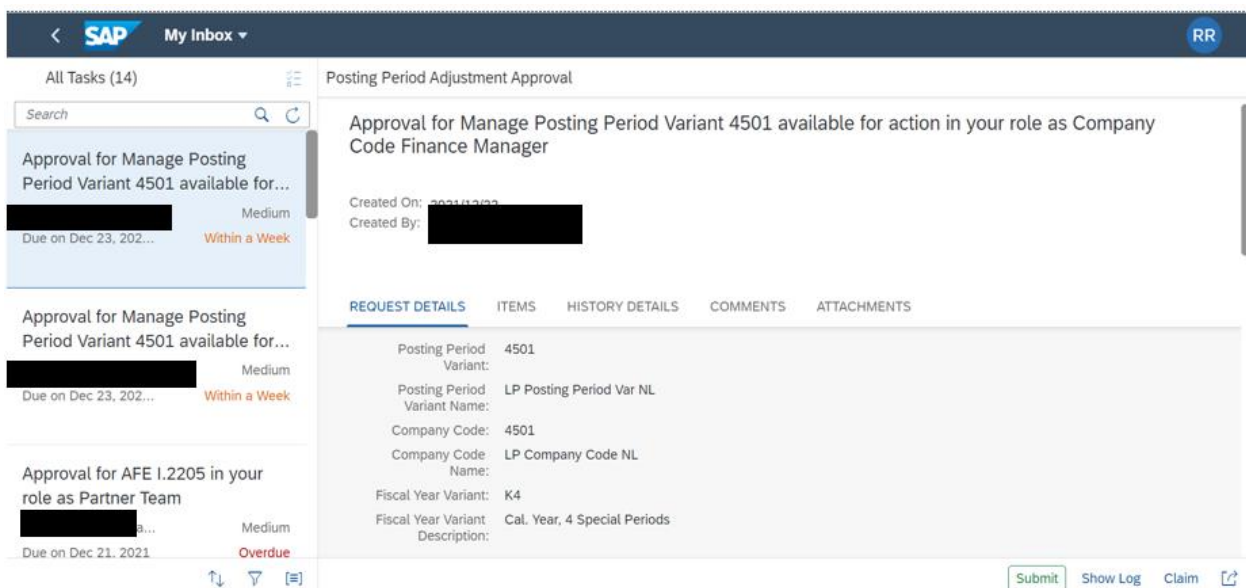 SAP My Inbox RR
All Tasks (14)
Search
Approval for Manage Posting
Period Variant 4501 available for...
Medium
Due on Dec 23, 202... Within a Week
Approval for Manage Posting
Period Variant 4501 available for...
Medium
Due on Dec 23, 202... Within a Week
Approval for AFE I.2205 in your
role as Partner Team
a... Medium
Due on Dec 21, 2021 Overdue
Posting Period Adjustment Approval
Approval for Manage Posting Period Variant 4501 available for action in your role as Company
Code Finance Manager
Created On:
Created By:
REQUEST DETAILS ITEMS HISTORY DETAILS COMMENTS ATTACHMENTS
Posting Period 4501
Variant:
Posting Period LP Posting Period Var NL
Variant Name:
Company Code: 4501
Company Code LP Company Code NL
Name:
Fiscal Year Variant: K4
Fiscal Year Variant Cal. Year, 4 Special Periods
Description:
Submit Show Log Claim